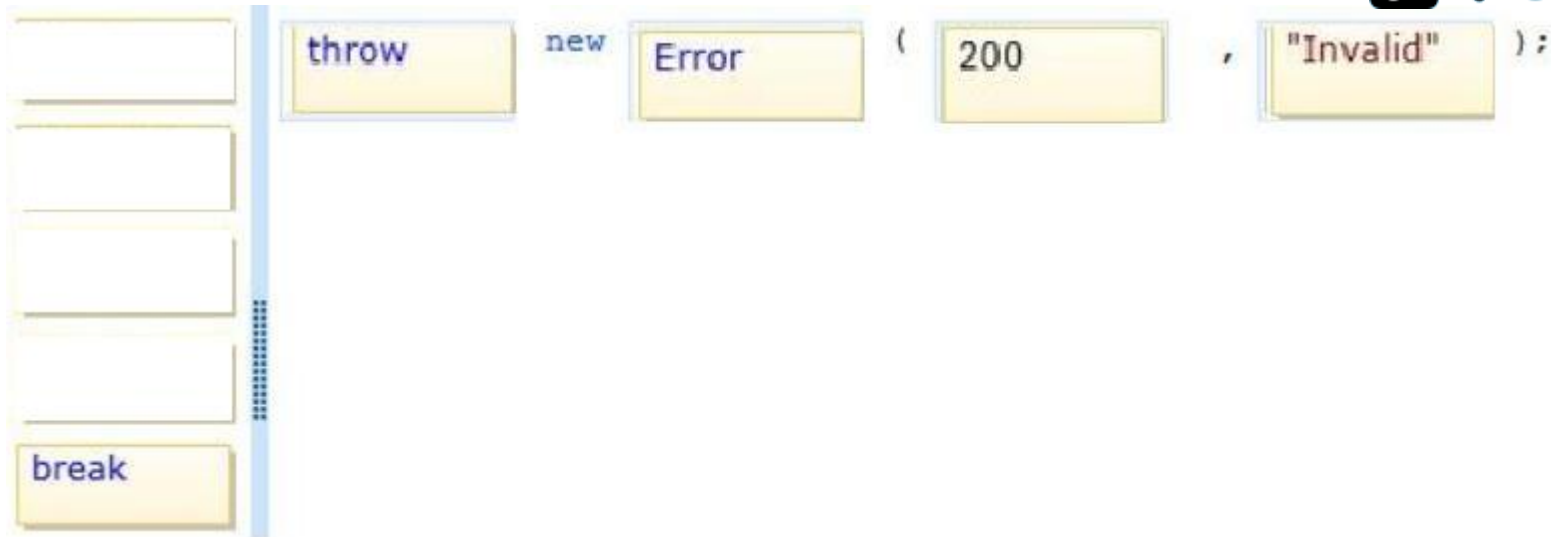 throw new Error ( 200 , "Invalid" );
break